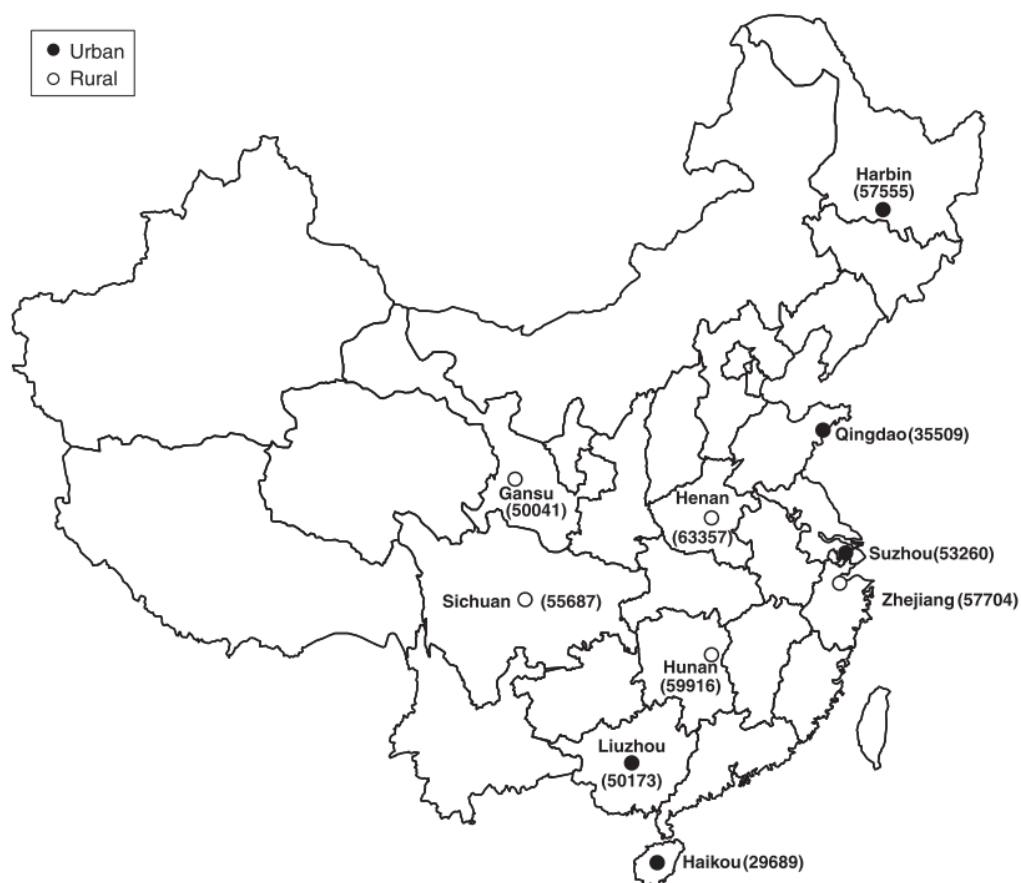 Urban
Rural
Harbin
(57555)
Qingdao (35509)
Gansu
(50041)
Henan
(63357)
Suzhou (53260)
Sichuan (55687)
Zhejiang (57704)
Hunan
(59916)
Liuzhou
(50173)
Haikou (29689)